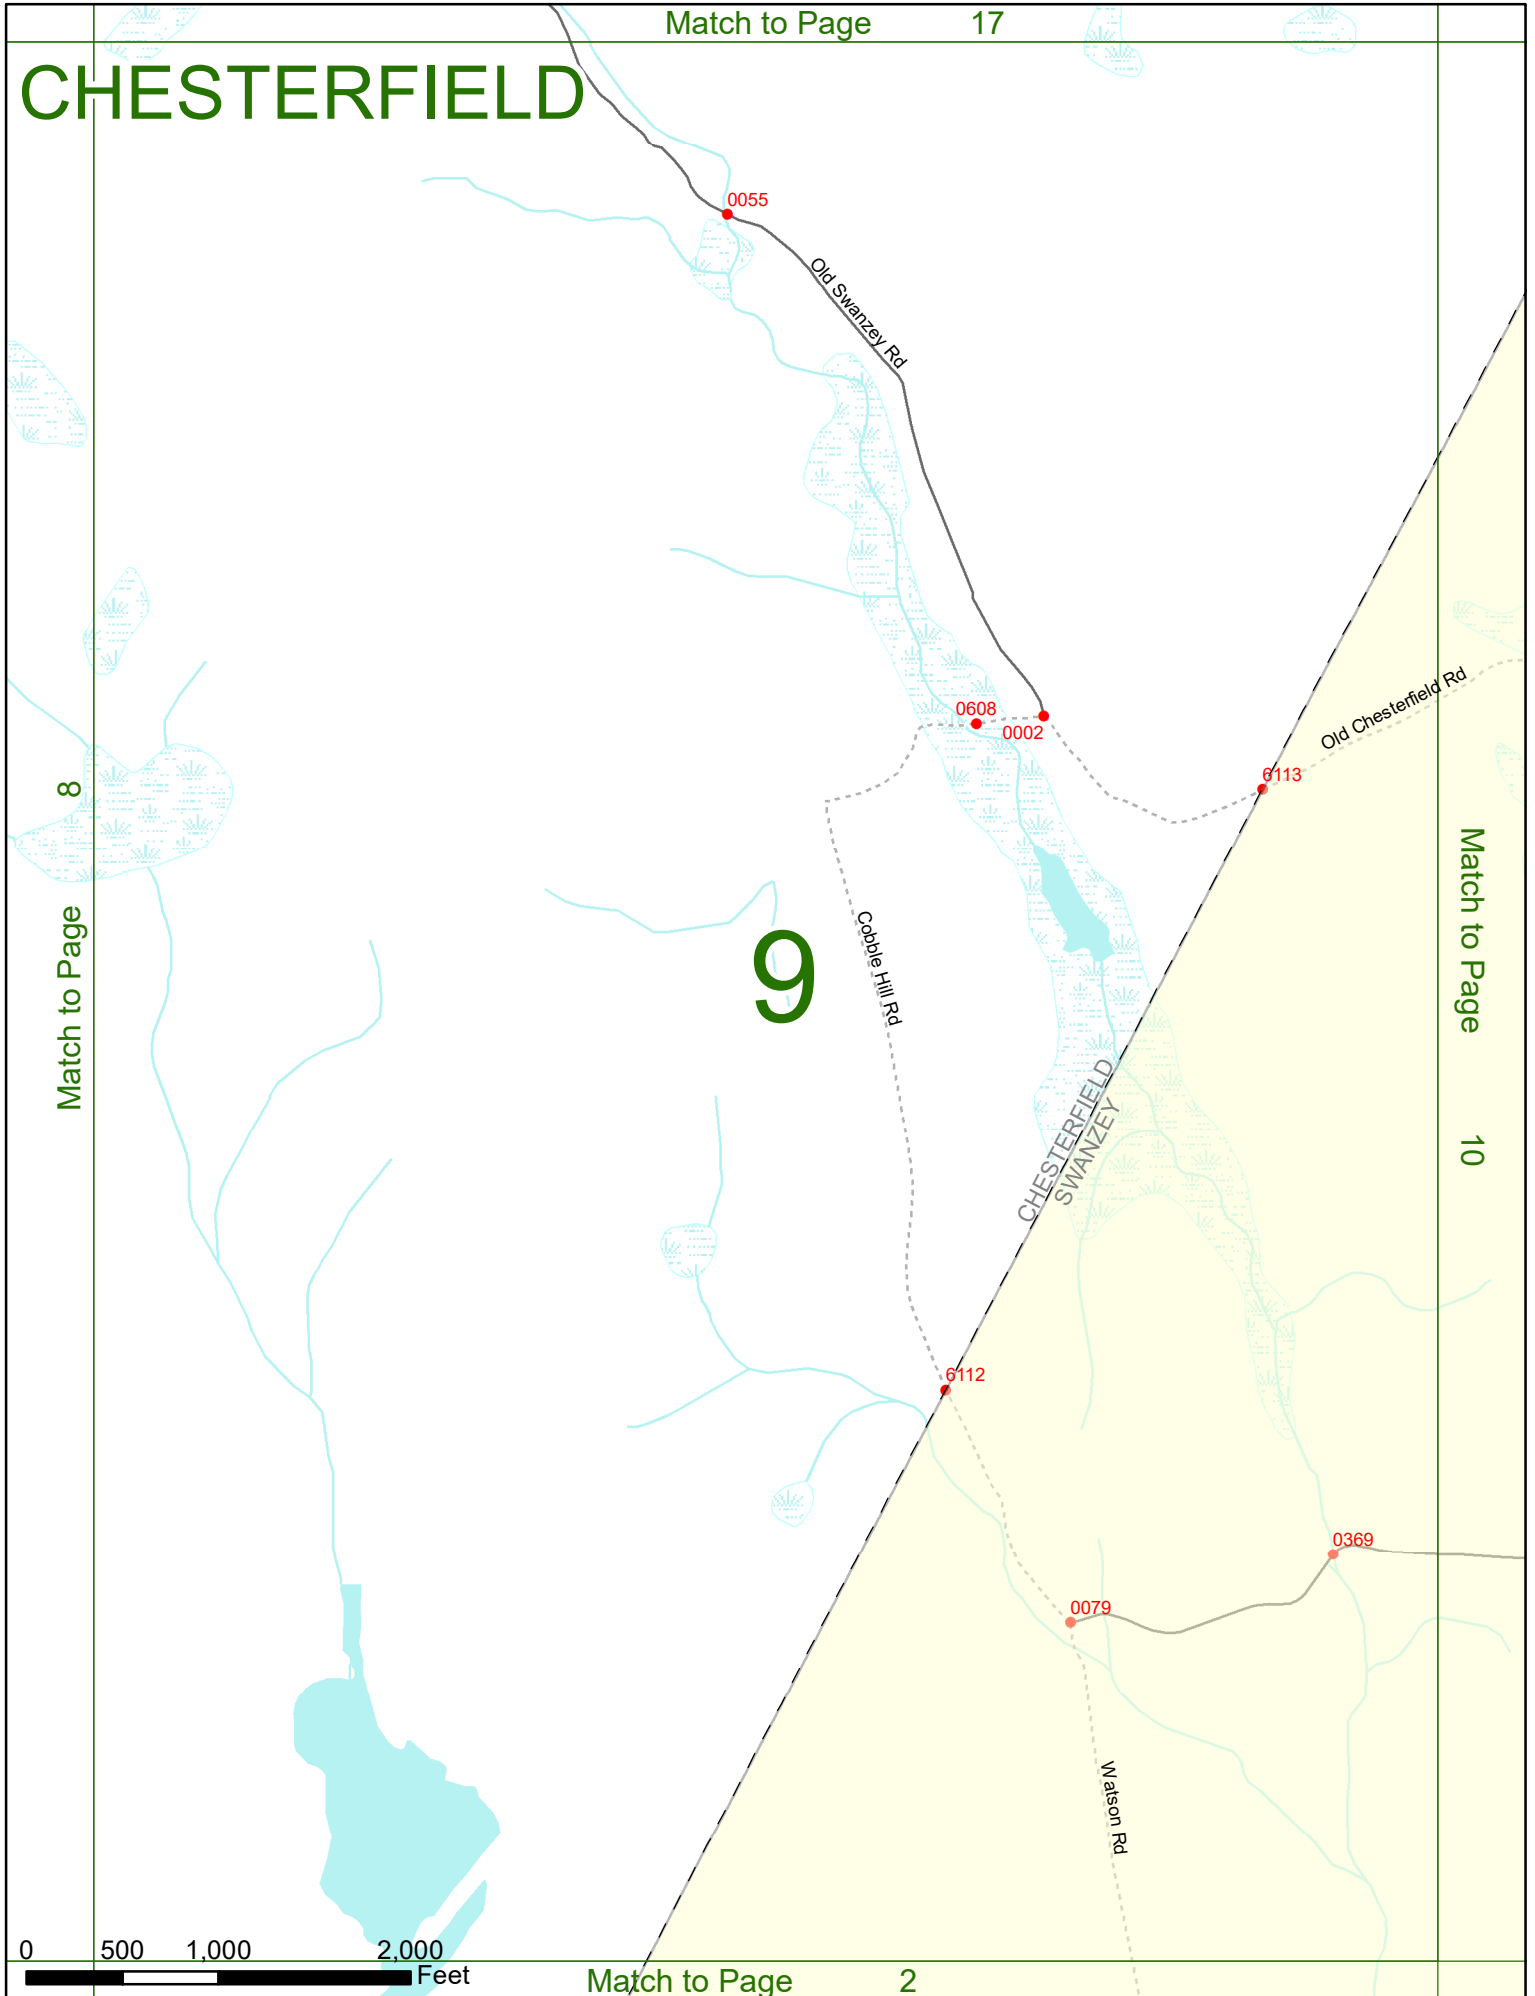 Match to Page 17
CHESTERFIELD
0055
Old Swanzey Rd
0608
0002
Old Chesterfield Rd
6113
Match to Page 8
Match to Page 10
9
Cobble Hill Rd
CHESTERFIELD
SWANZEY
6112
0369
0079
Watson Rd
0 500 1,000 2,000
Feet
Match to Page 2